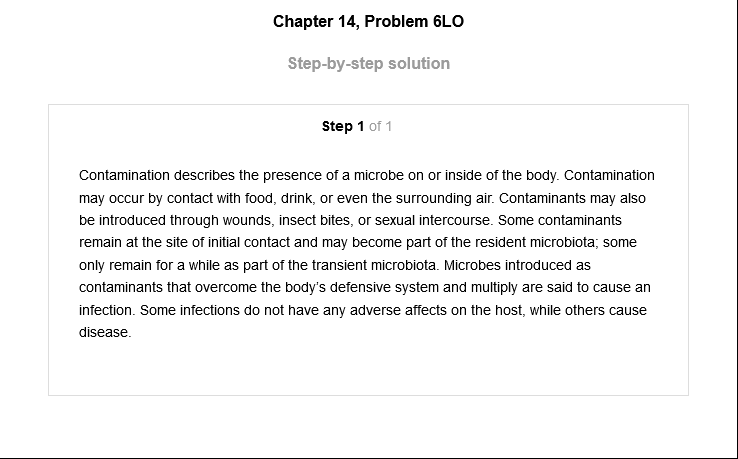 Chapter 14, Problem 6LO
Step-by-step solution
Step 1 of 1
Contamination describes the presence of a microbe on or inside of the body. Contamination
may occur by contact with food, drink, or even the surrounding air. Contaminants may also
be introduced through wounds, insect bites, or sexual intercourse. Some contaminants
remain at the site of initial contact and may become part of the resident microbiota; some
only remain for a while as part of the transient microbiota. Microbes introduced as
contaminants that overcome the body's defensive system and multiply are said to cause an
infection. Some infections do not have any adverse affects on the host, while others cause
disease.